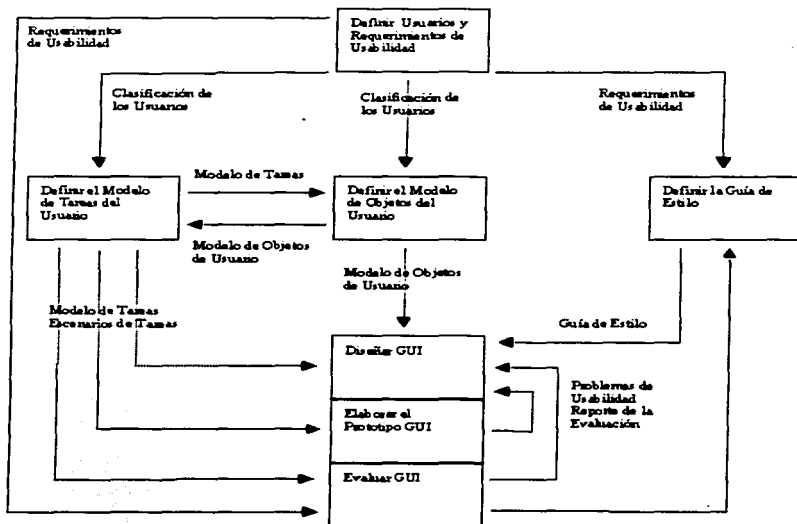 Requerimientos
de Usabilidad
Definir Usuarios y
Requerimientos de
Usabilidad
Clasificación de
los Usuarios
Clasificación de
los Usuarios
Requerimientos
de Usabilidad
Definir el Modelo
de Tareas del
Usuario
Modelo de Tareas
Definir el Modelo
de Objetos del
Usuario
Definir la Guía de
Estilo
Modelo de Objetos
de Usuario
Modelo de Objetos
de Usuario
Modelo de Tareas
Escenarios de Tareas
Guía de Estilo
Diseñar GUI
Problemas de
Usabilidad
Reporte de la
Evaluación
Elaborar el
Prototipo GUI
Evaluar GUI